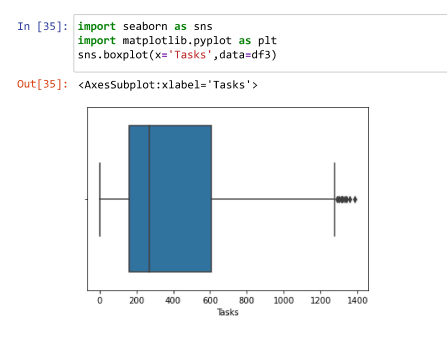 In [35]: import seaborn as sns
import matplotlib.pyplot as plt
sns.boxplot(x='Tasks',data=df3)
Out[35]: <AxesSubplot:xlabel='Tasks'>
0 200 400 600 800 1000 1200 1400
Tasks